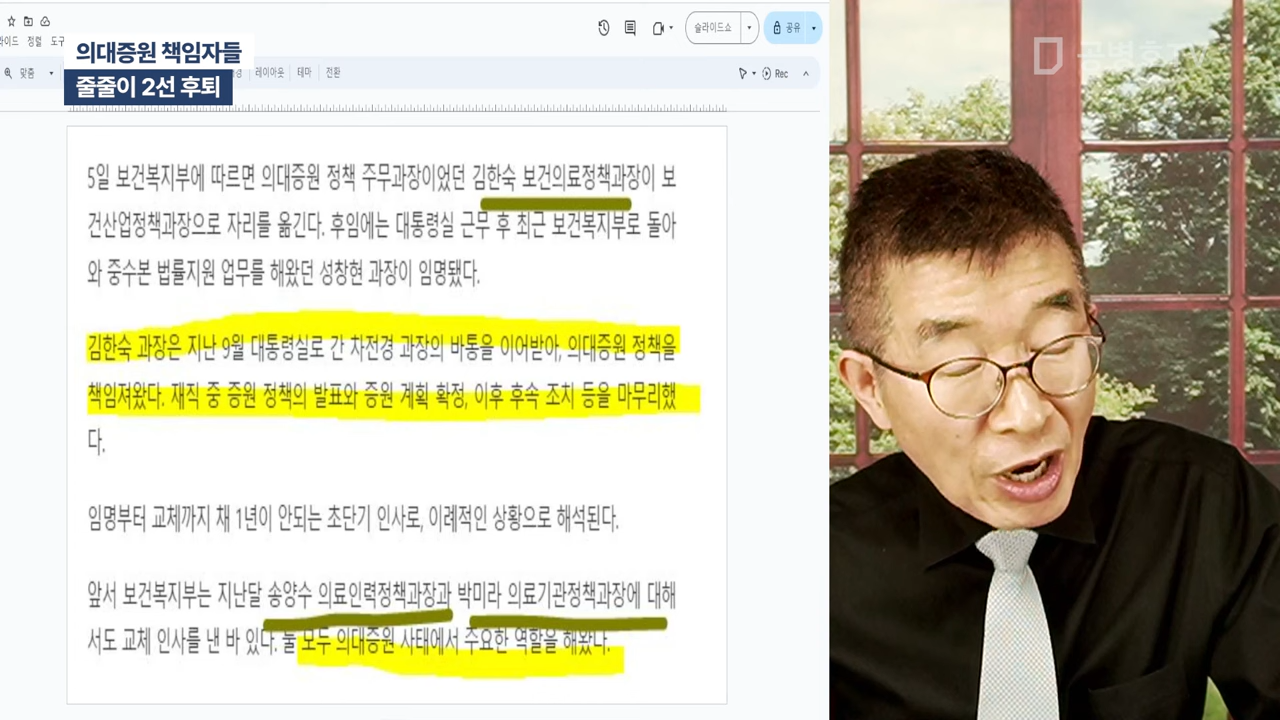 의대증원 책임자들
줄줄이 2선 후퇴
라이드 정렬 도구
슬라이드쇼
공유
맞춤
레이아웃 테마 전환
Rec
5일 보건복지부에 따르면 의대증원 정책 주무과장이었던 김한숙 보건의료정책과장이 보
건산업정책과장으로 자리를 옮긴다. 후임에는 대통령실 근무 후 최근 보건복지부로 돌아
와 중수본 법률지원 업무를 해왔던 성창현 과장이 임명됐다.
김한숙 과장은 지난 9월 대통령실로 간 차전경 과장의 바통을 이어받아, 의대증원 정책을
책임져왔다. 재직 중 증원 정책의 발표와 증원 계획 확정, 이후 후속 조치 등을 마무리했
다.
임명부터 교체까지 채 1년이 안되는 초단기 인사로, 이례적인 상황으로 해석된다.
앞서 보건복지부는 지난달 송양수 의료인력정책과장과 박미라 의료기관정책과장에 대해
서도 교체 인사를 낸 바 있다. 둘 모두 의대증원 사태에서 주요한 역할을 해왔다.